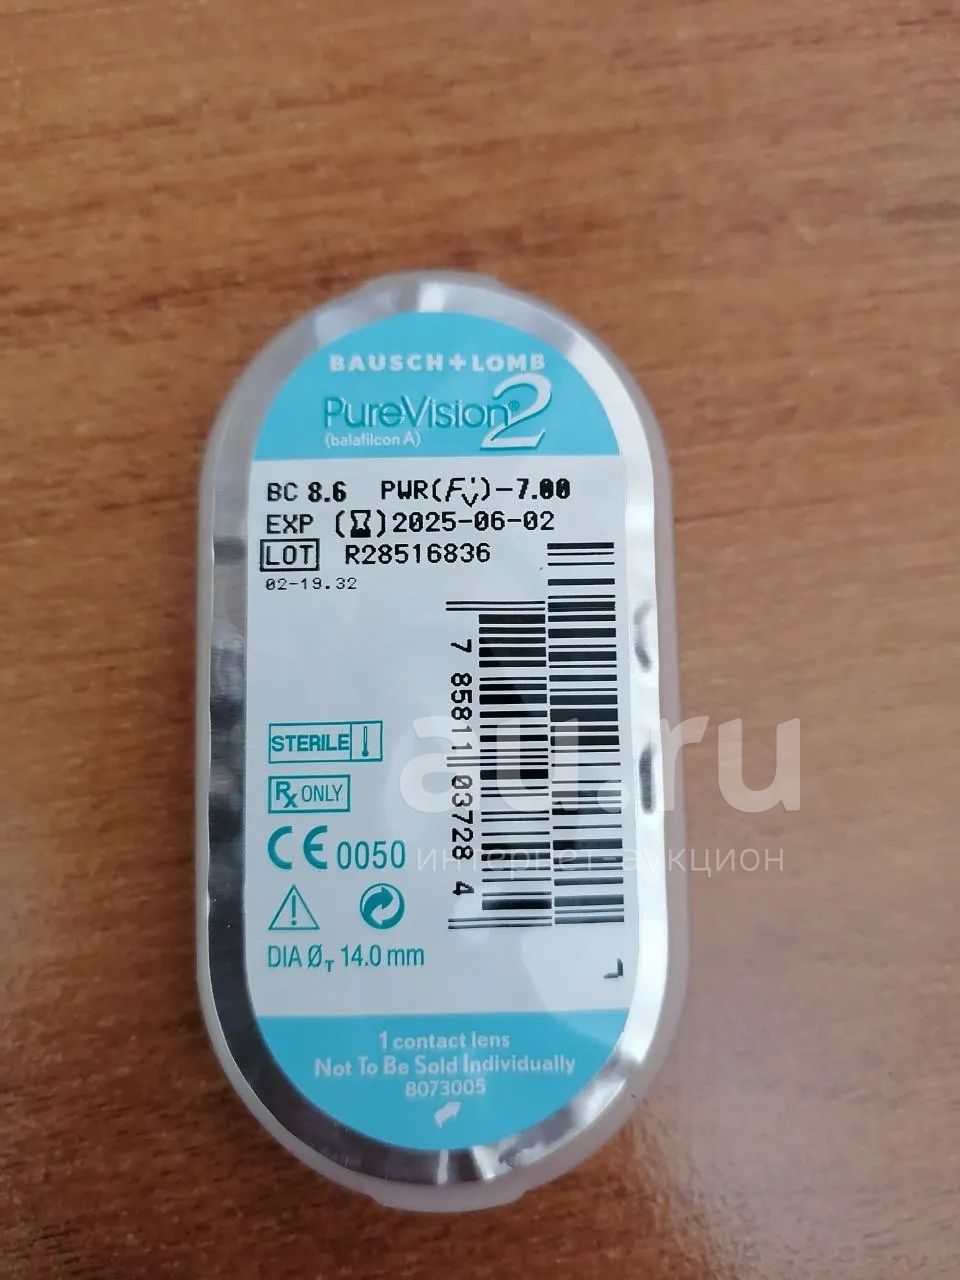 BAUSCH + LOMB
PureVision®2
(balafilcon A)
BC 8.6 PWR(Fv')-7.00
EXP (⌛)2025-06-02
LOT R28516836
02-19.32
7 85811 03728 4
STERILE
Rx ONLY
CE 0050
DIA ØT 14.0 mm
1 contact lens
Not To Be Sold Individually
8073005
au.ru
интернет-аукцион